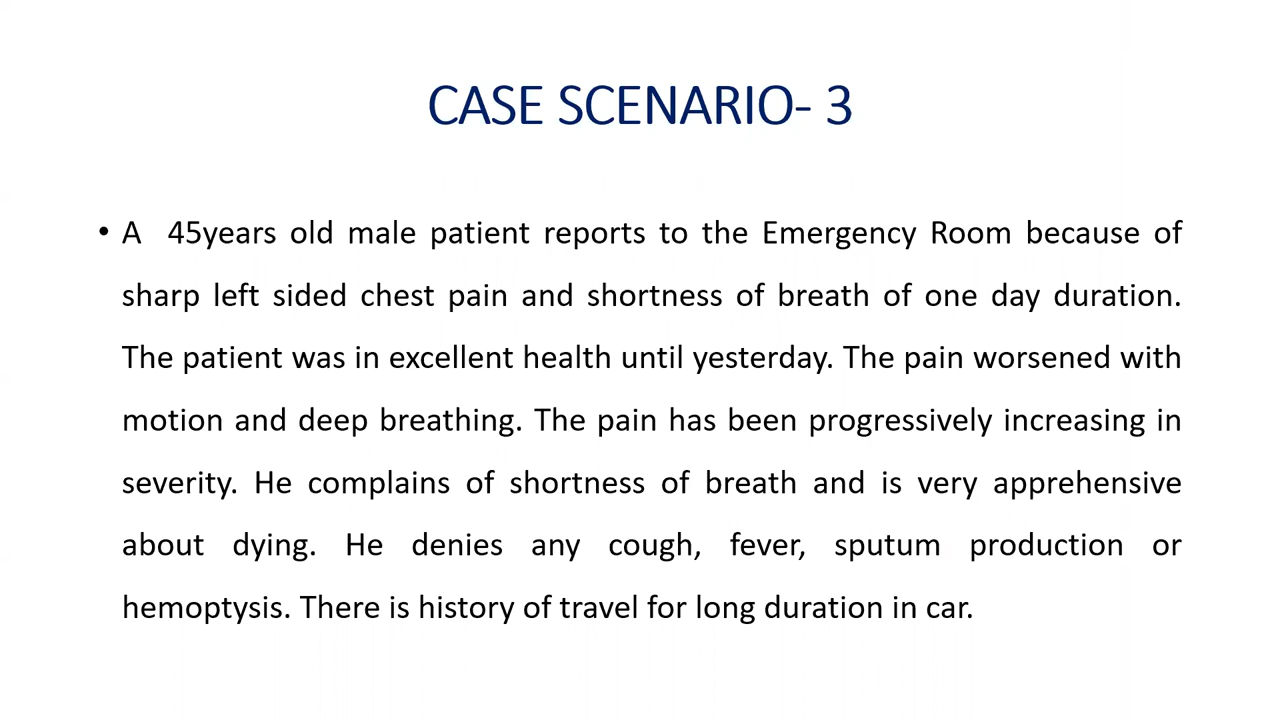 CASE SCENARIO- 3
• A 45years old male patient reports to the Emergency Room because of
sharp left sided chest pain and shortness of breath of one day duration.
The patient was in excellent health until yesterday. The pain worsened with
motion and deep breathing. The pain has been progressively increasing in
severity. He complains of shortness of breath and is very apprehensive
about dying. He denies any cough, fever, sputum production or
hemoptysis. There is history of travel for long duration in car.